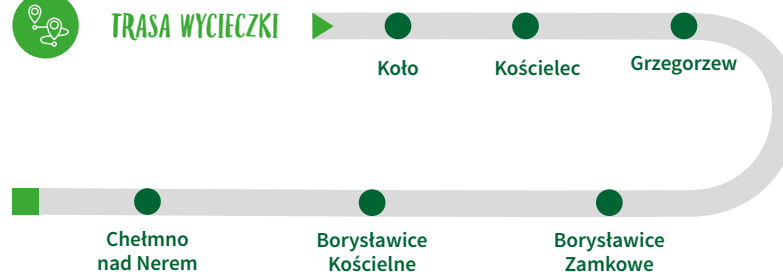 TRASA WYCIECZKI
Koło
Kościelec
Grzegorzew
Borysławice
Zamkowe
Borysławice
Kościelne
Chełmno
nad Nerem